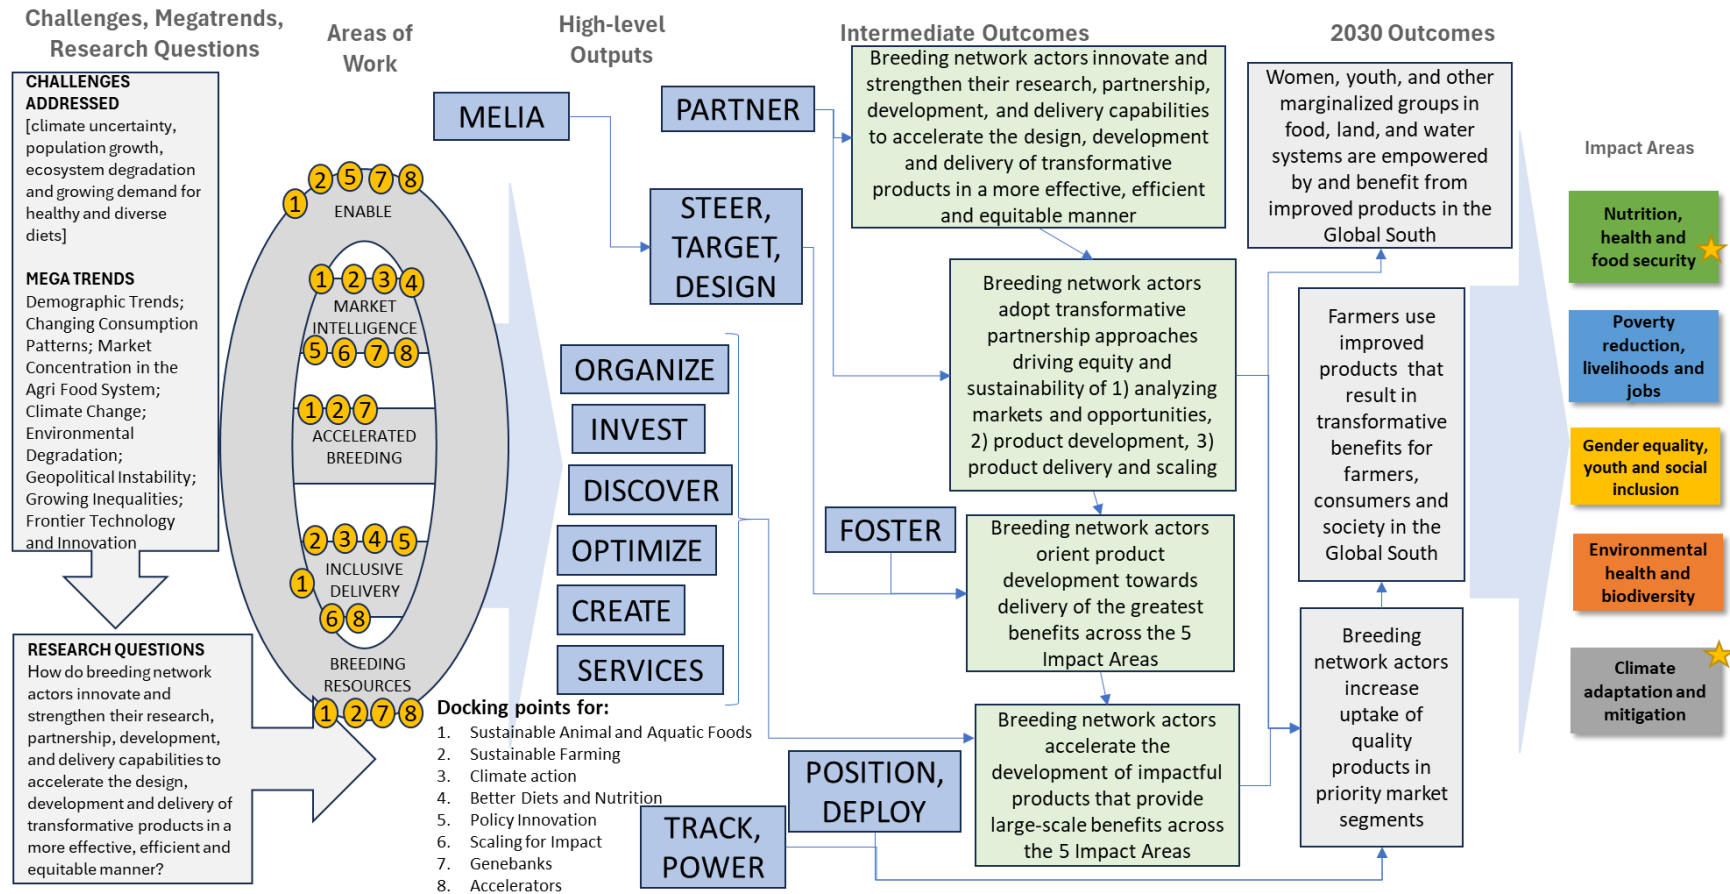 Challenges, Megatrends,
Research Questions
Areas of
Work
High-level
Outputs
Intermediate Outcomes
2030 Outcomes
CHALLENGES
ADDRESSED
[climate uncertainty,
population growth,
ecosystem degradation
and growing demand for
healthy and diverse
diets]
MEGA TRENDS
Demographic Trends;
Changing Consumption
Patterns; Market
Concentration in the
Agri Food System;
Climate Change;
Environmental
Degradation;
Geopolitical Instability;
Growing Inequalities;
Frontier Technology
and Innovation
RESEARCH QUESTIONS
How do breeding network
actors innovate and
strengthen their research,
partnership, development,
and delivery capabilities to
accelerate the design,
development and delivery of
transformative products in a
more effective, efficient and
equitable manner?
1 2 5 7 8
ENABLE
1 2 3 4
MARKET
INTELLIGENCE
5 6 7 8
1 2 7
ACCELERATED
BREEDING
2 3 4 5
1
INCLUSIVE
DELIVERY
6 8
BREEDING
RESOURCES
1 2 7 8
MELIA
PARTNER
STEER,
TARGET,
DESIGN
ORGANIZE
INVEST
DISCOVER
OPTIMIZE
CREATE
SERVICES
FOSTER
POSITION,
DEPLOY
TRACK,
POWER
Docking points for:
1. Sustainable Animal and Aquatic Foods
2. Sustainable Farming
3. Climate action
4. Better Diets and Nutrition
5. Policy Innovation
6. Scaling for Impact
7. Genebanks
8. Accelerators
Breeding network actors innovate and
strengthen their research, partnership,
development, and delivery capabilities
to accelerate the design, development
and delivery of transformative
products in a more effective, efficient
and equitable manner
Breeding network actors
adopt transformative
partnership approaches
driving equity and
sustainability of 1) analyzing
markets and opportunities,
2) product development, 3)
product delivery and scaling
Breeding network actors
orient product
development towards
delivery of the greatest
benefits across the 5
Impact Areas
Breeding network actors
accelerate the
development of impactful
products that provide
large-scale benefits across
the 5 Impact Areas
Women, youth, and other
marginalized groups in
food, land, and water
systems are empowered
by and benefit from
improved products in the
Global South
Farmers use
improved
products that
result in
transformative
benefits for
farmers,
consumers and
society in the
Global South
Breeding
network actors
increase
uptake of
quality
products in
priority market
segments
Impact Areas
Nutrition,
health and
food security
Poverty
reduction,
livelihoods and
jobs
Gender equality,
youth and social
inclusion
Environmental
health and
biodiversity
Climate
adaptation and
mitigation